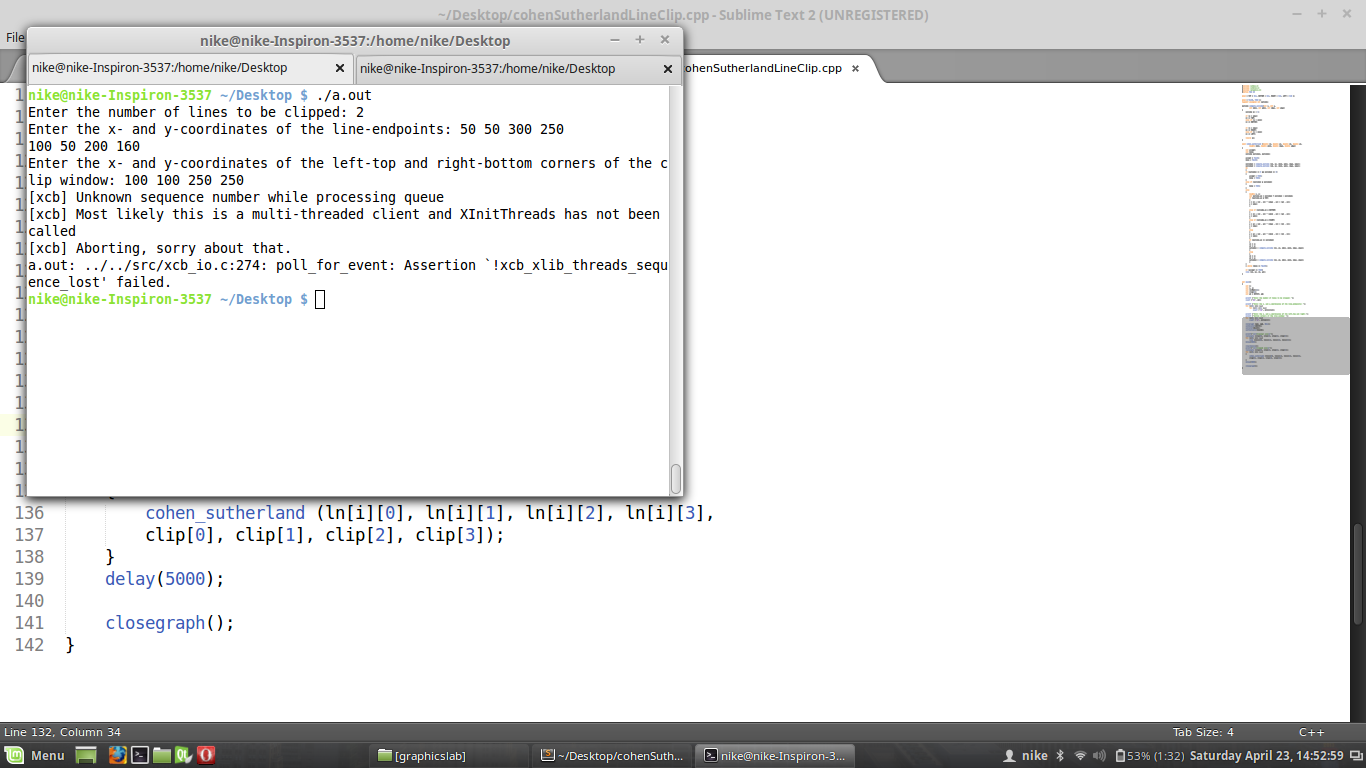 ~/Desktop/cohenSutherlandLineClip.cpp - Sublime Text 2 (UNREGISTERED)
File
nike@nike-Inspiron-3537:/home/nike/Desktop
nike@nike-Inspiron-3537:/home/nike/Desktop
nike@nike-Inspiron-3537:/home/nike/Desktop
ohenSutherlandLineClip.cpp
nike@nike-Inspiron-3537 ~/Desktop $ ./a.out
Enter the number of lines to be clipped: 2
Enter the x- and y-coordinates of the line-endpoints: 50 50 300 250
100 50 200 160
Enter the x- and y-coordinates of the left-top and right-bottom corners of the c
lip window: 100 100 250 250
[xcb] Unknown sequence number while processing queue
[xcb] Most likely this is a multi-threaded client and XInitThreads has not been
called
[xcb] Aborting, sorry about that.
a.out: ../../src/xcb_io.c:274: poll_for_event: Assertion `!xcb_xlib_threads_sequ
ence_lost' failed.
nike@nike-Inspiron-3537 ~/Desktop $
136 cohen_sutherland (ln[i][0], ln[i][1], ln[i][2], ln[i][3],
137 clip[0], clip[1], clip[2], clip[3]);
138 }
139 delay(5000);
140
141 closegraph();
142 }
Line 132, Column 34
Tab Size: 4
C++
Menu
[graphicslab]
~/Desktop/cohenSuth...
nike@nike-Inspiron-3...
nike
53% (1:32)
Saturday April 23, 14:52:59